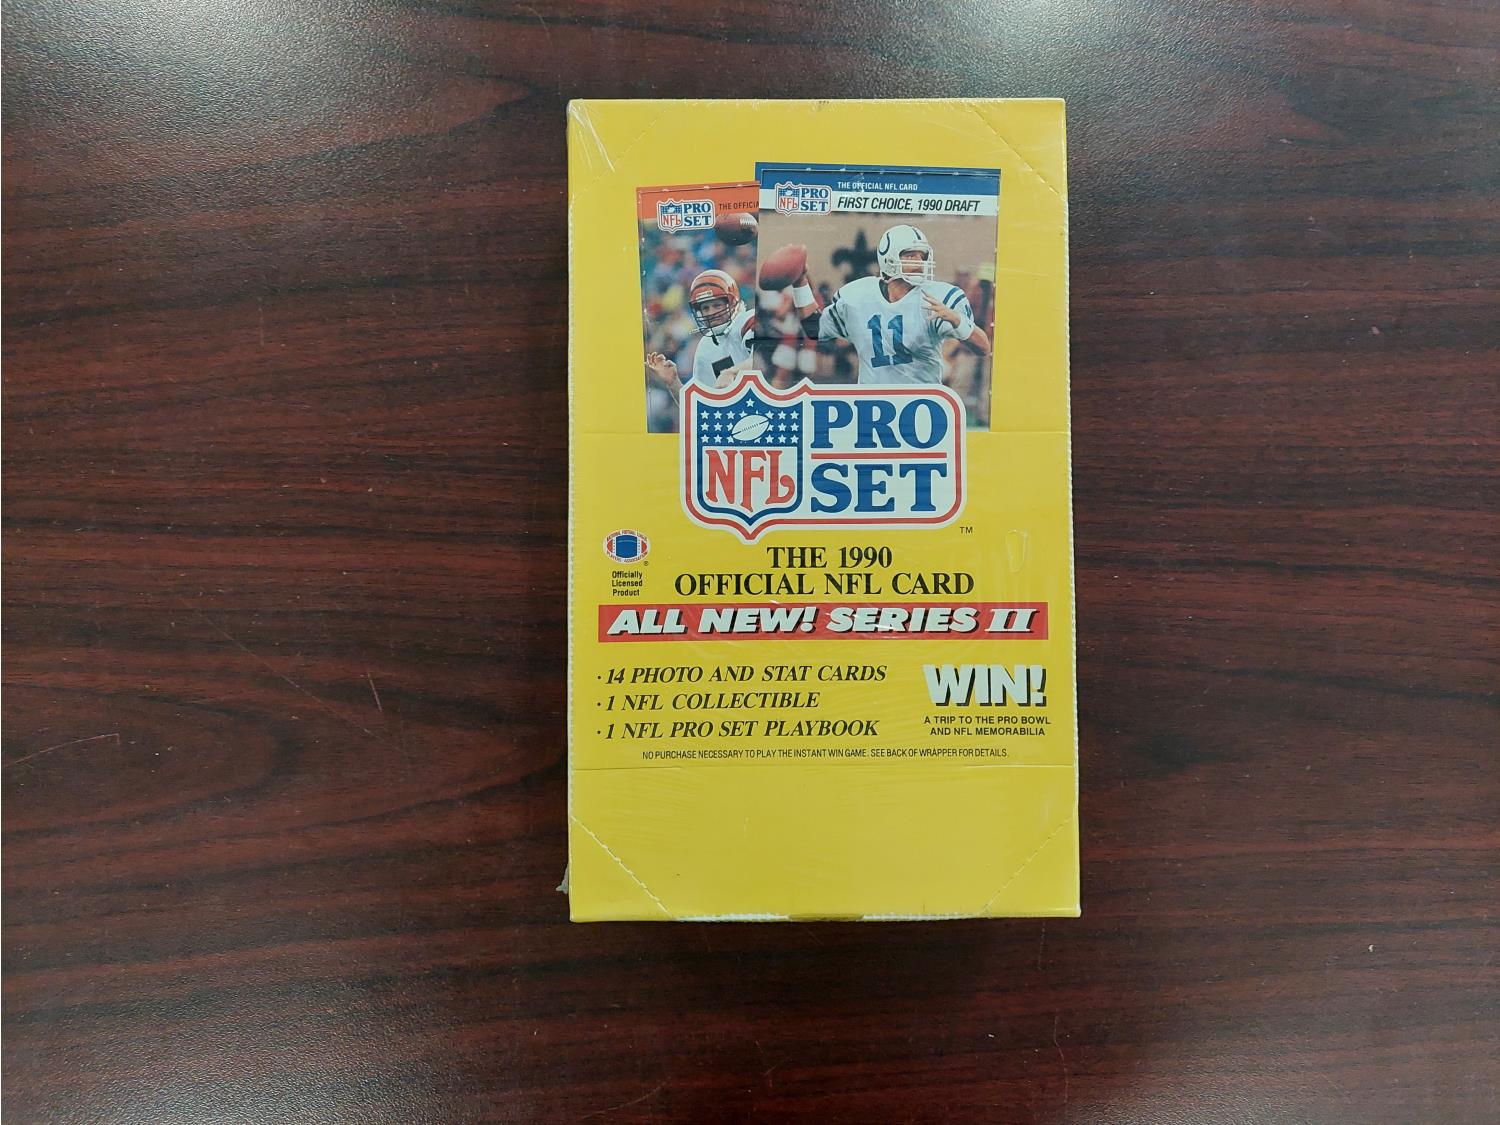 NFL PRO SET
THE OFFICIAL NFL CARD
FIRST CHOICE, 1990 DRAFT
NFL PRO SET
THE
11
NFL PRO SET
TM
Officially
Licensed
Product
®
THE 1990
OFFICIAL NFL CARD
ALL NEW! SERIES II
· 14 PHOTO AND STAT CARDS
· 1 NFL COLLECTIBLE
· 1 NFL PRO SET PLAYBOOK
WIN!
A TRIP TO THE PRO BOWL
AND NFL MEMORABILIA
NO PURCHASE NECESSARY TO PLAY THE INSTANT WIN GAME. SEE BACK OF WRAPPER FOR DETAILS.